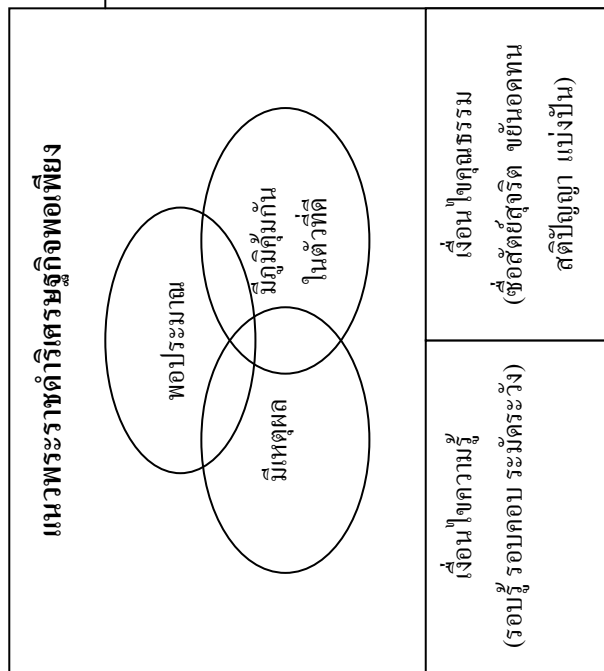 แนวพระราชดำริเศรษฐกิจพอเพียง
พอประมาณ
มีเหตุผล
มีภูมิคุ้มกัน
ในตัวที่ดี
เงื่อนไขความรู้
(รอบรู้ รอบคอบ ระมัดระวัง)
เงื่อนไขคุณธรรม
(ซื่อสัตย์สุจริต ขยันอดทน
สติปัญญา แบ่งปัน)